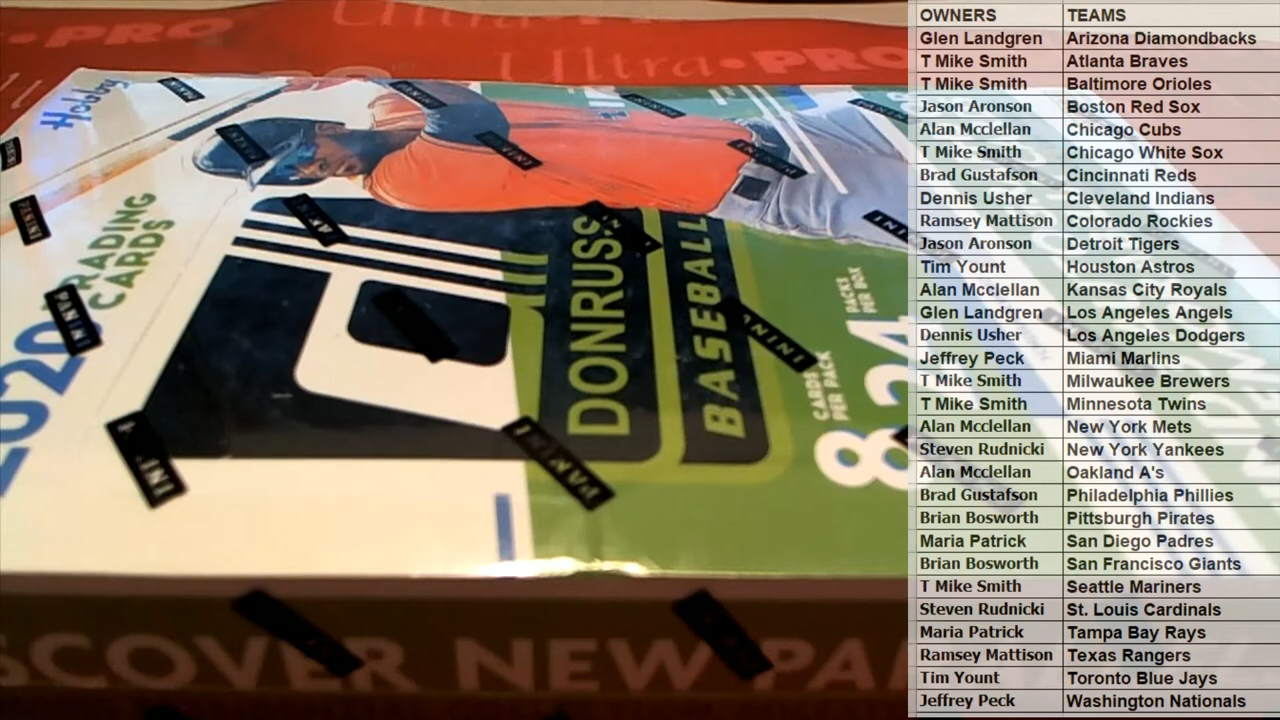 Ultra•PRO
Ultra•PRO
Hobby
2020
TRADING
CARDS
PANINI
DONRUSS
BASEBALL
8 CARDS PER PACK
24 PACKS PER BOX
PANINI
PANINI
PANINI
DISCOVER NEW PA
OWNERS TEAMS
Glen Landgren Arizona Diamondbacks
T Mike Smith Atlanta Braves
T Mike Smith Baltimore Orioles
Jason Aronson Boston Red Sox
Alan Mcclellan Chicago Cubs
T Mike Smith Chicago White Sox
Brad Gustafson Cincinnati Reds
Dennis Usher Cleveland Indians
Ramsey Mattison Colorado Rockies
Jason Aronson Detroit Tigers
Tim Yount Houston Astros
Alan Mcclellan Kansas City Royals
Glen Landgren Los Angeles Angels
Dennis Usher Los Angeles Dodgers
Jeffrey Peck Miami Marlins
T Mike Smith Milwaukee Brewers
T Mike Smith Minnesota Twins
Alan Mcclellan New York Mets
Steven Rudnicki New York Yankees
Alan Mcclellan Oakland A's
Brad Gustafson Philadelphia Phillies
Brian Bosworth Pittsburgh Pirates
Maria Patrick San Diego Padres
Brian Bosworth San Francisco Giants
T Mike Smith Seattle Mariners
Steven Rudnicki St. Louis Cardinals
Maria Patrick Tampa Bay Rays
Ramsey Mattison Texas Rangers
Tim Yount Toronto Blue Jays
Jeffrey Peck Washington Nationals